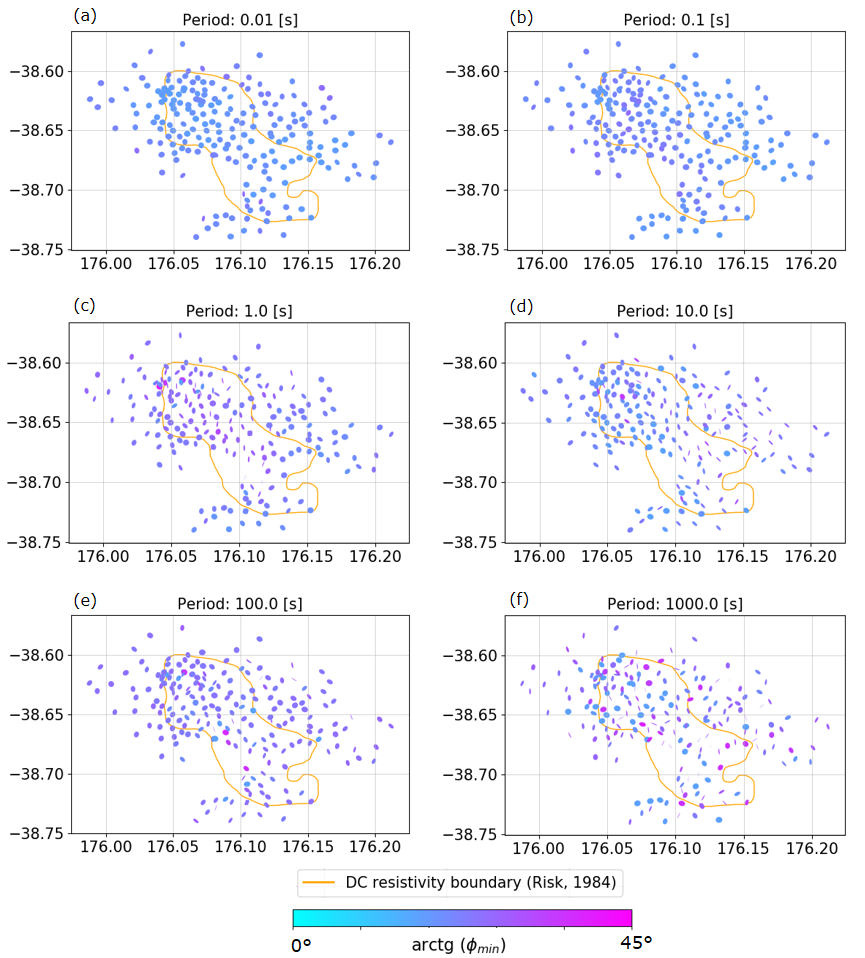 (a) (b)
Period: 0.01 [s] Period: 0.1 [s]
−38.60 −38.60
−38.65 −38.65
−38.70 −38.70
−38.75 −38.75
176.00 176.05 176.10 176.15 176.20 176.00 176.05 176.10 176.15 176.20
(c) (d)
Period: 1.0 [s] Period: 10.0 [s]
−38.60 −38.60
−38.65 −38.65
−38.70 −38.70
−38.75 −38.75
176.00 176.05 176.10 176.15 176.20 176.00 176.05 176.10 176.15 176.20
(e) (f)
Period: 100.0 [s] Period: 1000.0 [s]
−38.60 −38.60
−38.65 −38.65
−38.70 −38.70
−38.75 −38.75
176.00 176.05 176.10 176.15 176.20 176.00 176.05 176.10 176.15 176.20
DC resistivity boundary (Risk, 1984)
0° arctg (ϕmin) 45°